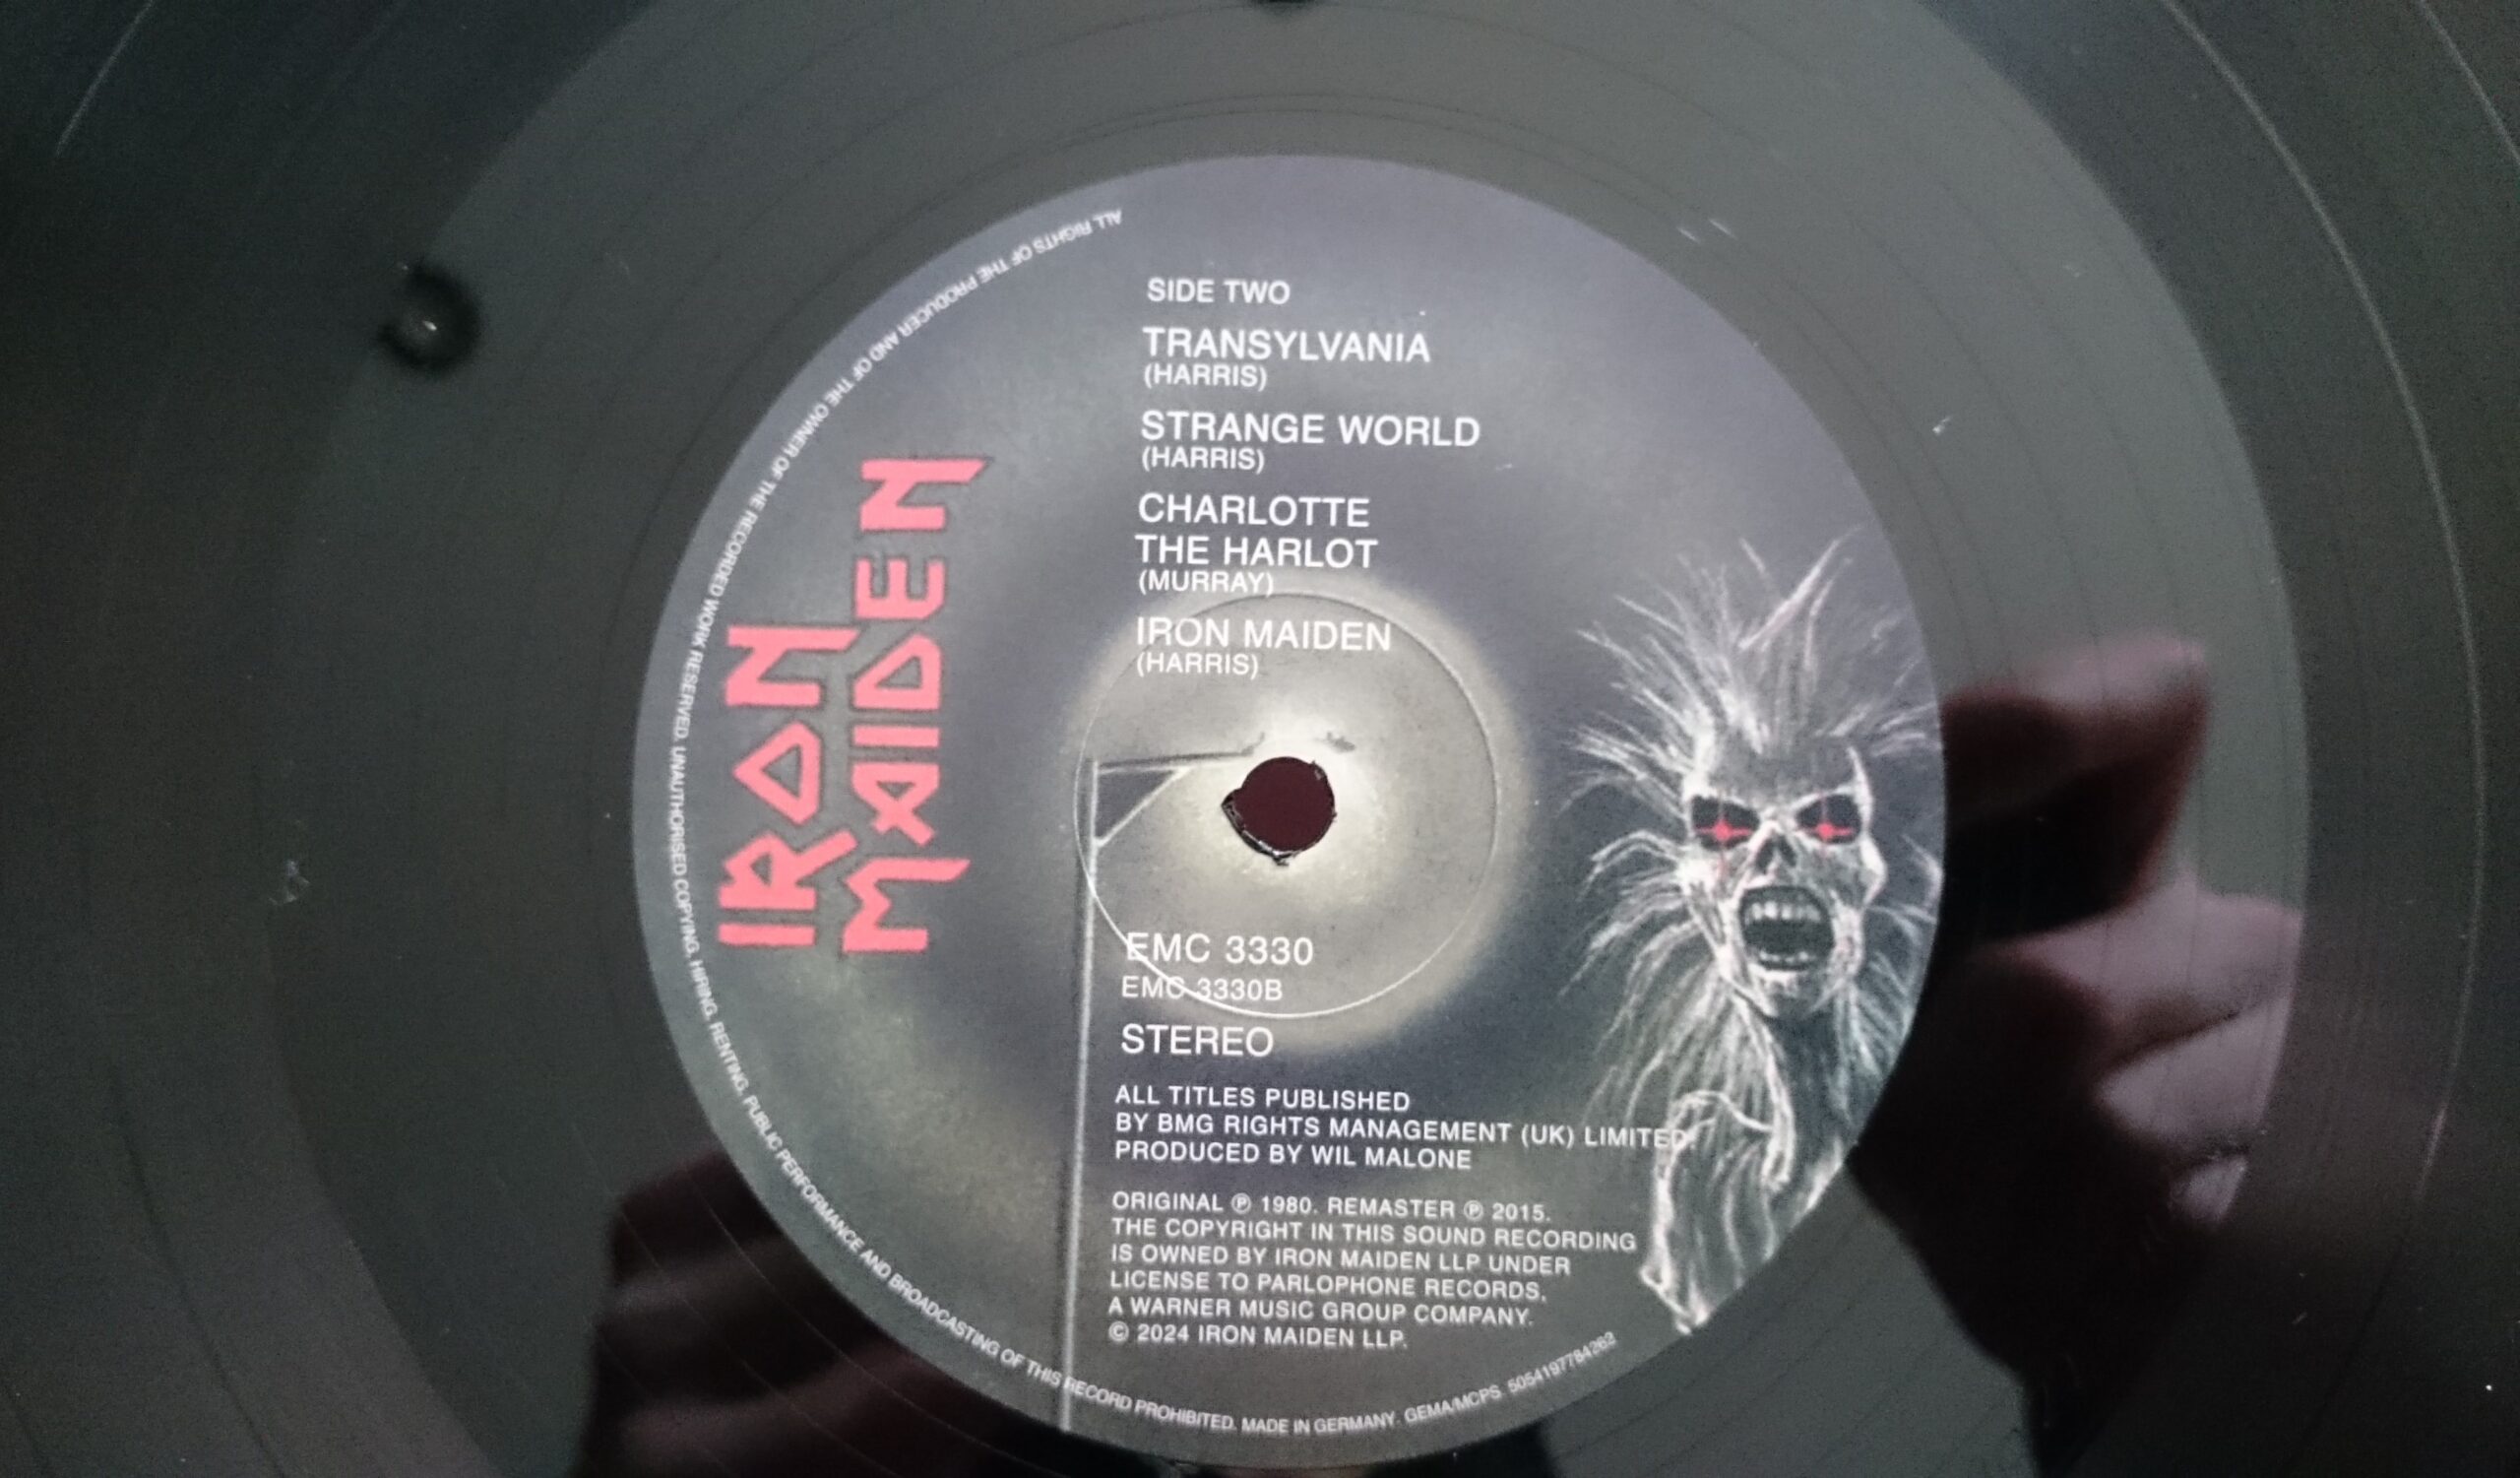 IRON
MAIDEN
SIDE TWO
TRANSYLVANIA
(HARRIS)
STRANGE WORLD
(HARRIS)
CHARLOTTE
THE HARLOT
(MURRAY)
IRON MAIDEN
(HARRIS)
EMC 3330
EMC 3330B
STEREO
ALL TITLES PUBLISHED
BY BMG RIGHTS MANAGEMENT (UK) LIMITED
PRODUCED BY WIL MALONE
ORIGINAL ℗ 1980. REMASTER ℗ 2015.
THE COPYRIGHT IN THIS SOUND RECORDING
IS OWNED BY IRON MAIDEN LLP UNDER
LICENSE TO PARLOPHONE RECORDS,
A WARNER MUSIC GROUP COMPANY.
© 2024 IRON MAIDEN LLP.
ALL RIGHTS OF THE PRODUCER AND OF THE OWNER OF THE RECORDED WORK RESERVED. UNAUTHORISED COPYING, HIRING, RENTING, PUBLIC PERFORMANCE AND BROADCASTING OF THIS RECORD PROHIBITED. MADE IN GERMANY. GEMA/MCPS 5054197784262